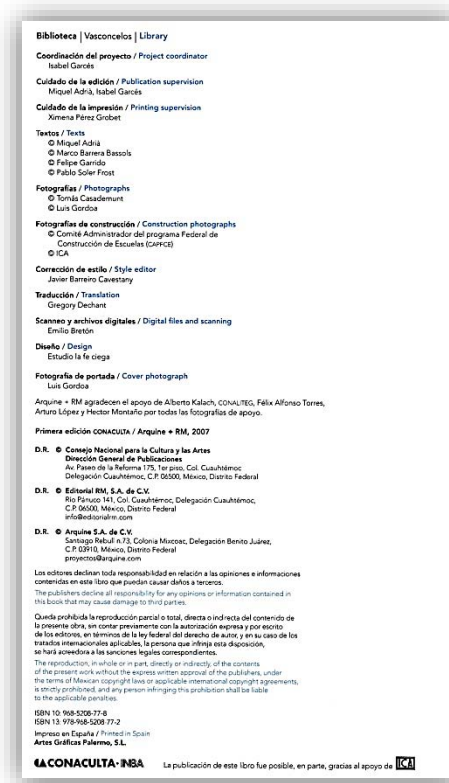 Biblioteca | Vasconcelos | Library
Coordinación del proyecto / Project coordinator
Isabel Garcés
Cuidado de la edición / Publication supervision
Miquel Adrià, Isabel Garcés
Cuidado de la impresión / Printing supervision
Ximena Pérez Grobet
Textos / Texts
© Miquel Adrià
© Marco Barrera Bassols
© Felipe Garrido
© Pablo Soler Frost
Fotografías / Photographs
© Tomás Casademunt
© Luis Gordoa
Fotografías de construcción / Construction photographs
© Comité Administrador del programa Federal de
Construcción de Escuelas (CAPFCE)
© ICA
Corrección de estilo / Style editor
Javier Barreiro Cavestany
Traducción / Translation
Gregory Dechant
Scanneo y archivos digitales / Digital files and scanning
Emilio Bretón
Diseño / Design
Estudio la fe ciega
Fotografía de portada / Cover photograph
Luis Gordoa
Arquine + RM agradecen el apoyo de Alberto Kalach, CONALITEG, Félix Alfonso Torres,
Arturo López y Hector Montaño por todas las fotografías de apoyo.
Primera edición CONACULTA / Arquine + RM, 2007
D.R. © Consejo Nacional para la Cultura y las Artes
Dirección General de Publicaciones
Av. Paseo de la Reforma 175, 1er piso, Col. Cuauhtémoc
Delegación Cuauhtémoc, C.P. 06500, México, Distrito Federal
D.R. © Editorial RM, S.A. de C.V.
Río Pánuco 141, Col. Cuauhtémoc, Delegación Cuauhtémoc,
C.P. 06500, México, Distrito Federal
info@editorialrm.com
D.R. © Arquine S.A. de C.V.
Santiago Rebull n.73, Colonia Mixcoac, Delegación Benito Juárez,
C.P. 03910, México, Distrito Federal
proyectos@arquine.com
Los editores declinan toda responsabilidad en relación a las opiniones e informaciones
contenidas en este libro que puedan causar daños a terceros.
The publishers decline all responsibility for any opinions or information contained in
this book that may cause damage to third parties.
Queda prohibida la reproducción parcial o total, directa o indirecta del contenido de
la presente obra, sin contar previamente con la autorización expresa y por escrito
de los editores, en términos de la ley federal del derecho de autor, y en su caso de los
tratados internacionales aplicables, la persona que infrinja esta disposición,
se hará acreedora a las sanciones legales correspondientes.
The reproduction, in whole or in part, directly or indirectly, of the contents
of the present work without the express written approval of the publishers, under
the terms of Mexican copyright laws or applicable international copyright agreements,
is strictly prohibited, and any person infringing this prohibition shall be liable
to the applicable penalties.
ISBN 10: 968-5208-77-8
ISBN 13: 978-968-5208-77-2
Impreso en España / Printed in Spain
Artes Gráficas Palermo, S.L.
CONACULTA · INBA La publicación de este libro fue posible, en parte, gracias al apoyo de ICA